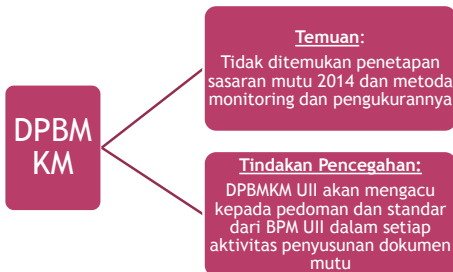 DPBM
KM
Temuan:
Tidak ditemukan penetapan
sasaran mutu 2014 dan metoda
monitoring dan pengukurannya
Tindakan Pencegahan:
DPBMKM UII akan mengacu
kepada pedoman dan standar
dari BPM UII dalam setiap
aktivitas penyusunan dokumen
mutu